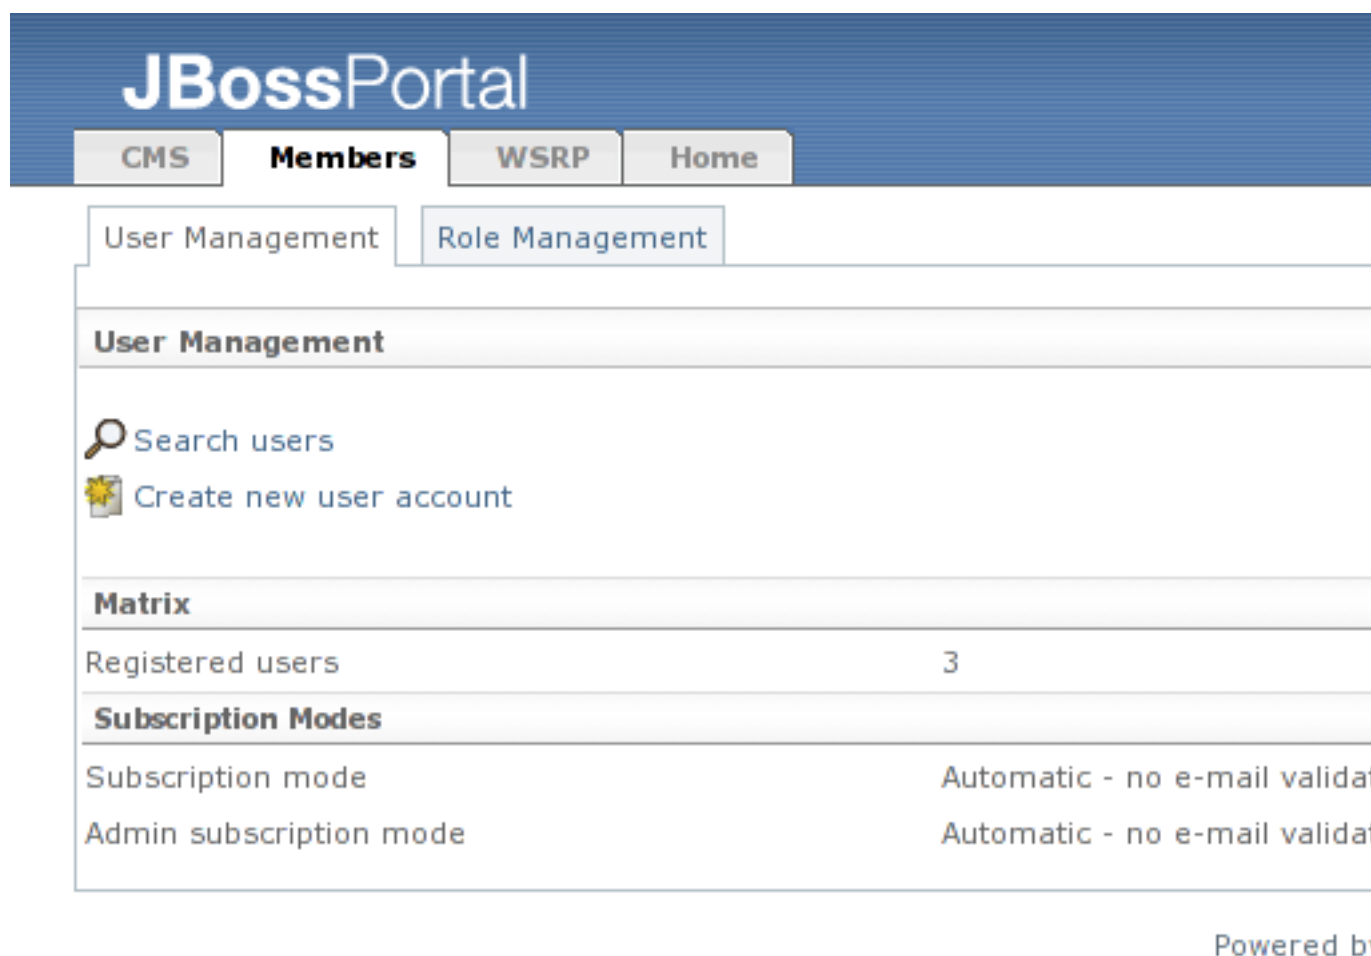 JBossPortal
CMS Members WSRP Home
User Management Role Management
User Management
Search users
Create new user account
Matrix
Registered users 3
Subscription Modes
Subscription mode Automatic - no e-mail
Admin subscription mode Automatic - no e-mail
Powered